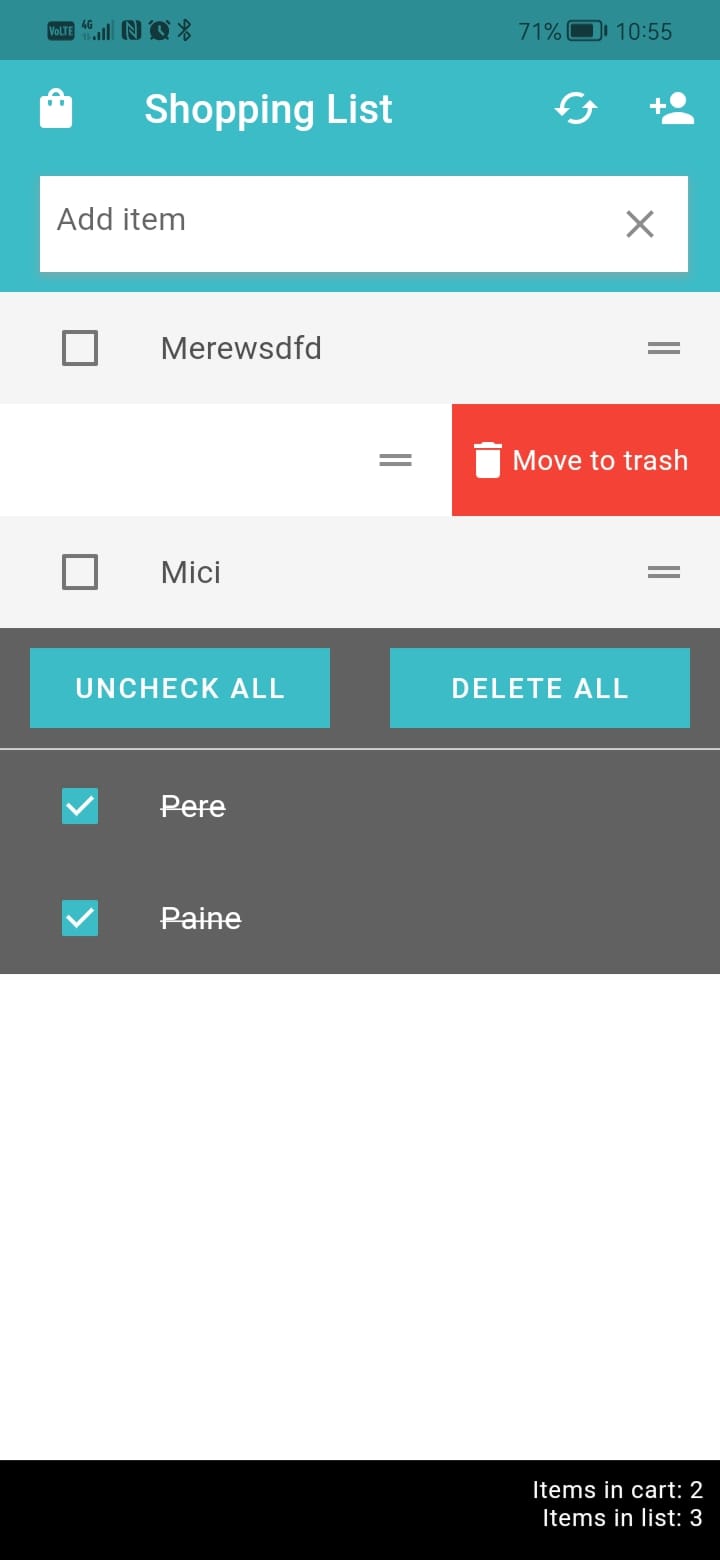 VoLTE 4G 71% 10:55
Shopping List
Add item
Merewsdfd
Move to trash
Mici
UNCHECK ALL DELETE ALL
Pere
Paine
Items in cart: 2
Items in list: 3